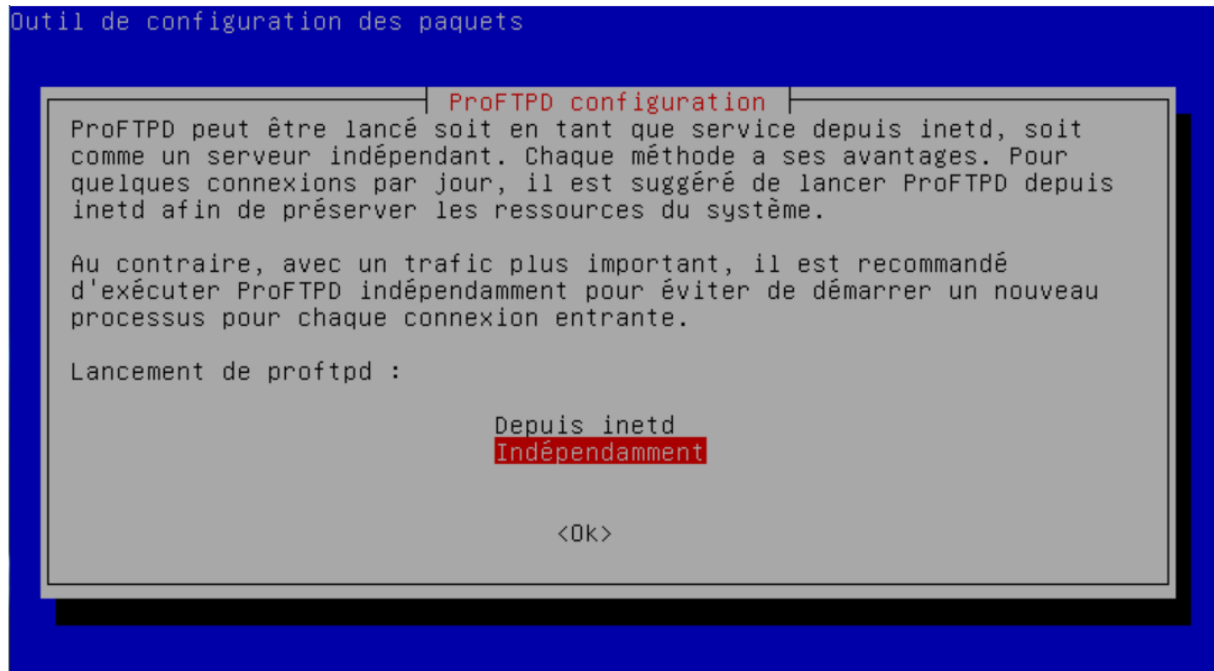 Outil de configuration des paquets
ProFTPD configuration
ProFTPD peut être lancé soit en tant que service depuis inetd, soit
comme un serveur indépendant. Chaque méthode a ses avantages. Pour
quelques connexions par jour, il est suggéré de lancer ProFTPD depuis
inetd afin de préserver les ressources du système.
Au contraire, avec un trafic plus important, il est recommandé
d'exécuter ProFTPD indépendamment pour éviter de démarrer un nouveau
processus pour chaque connexion entrante.
Lancement de proftpd :
Depuis inetd
Indépendamment
<Ok>